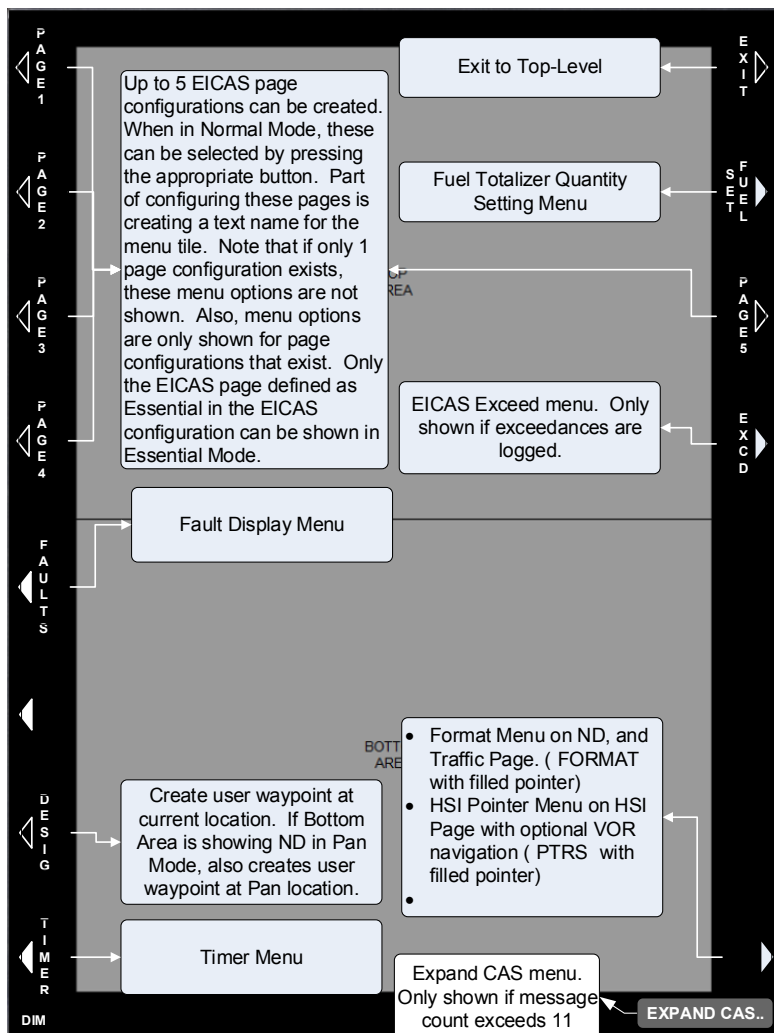 PAGE1
Exit to Top-Level
EXIT
Up to 5 EICAS page
configurations can be created.
When in Normal Mode, these
can be selected by pressing
the appropriate button. Part
of configuring these pages is
creating a text name for the
menu tile. Note that if only 1
page configuration exists,
these menu options are not
shown. Also, menu options
are only shown for page
configurations that exist. Only
the EICAS page defined as
Essential in the EICAS
configuration can be shown in
Essential Mode.
PAGE2
Fuel Totalizer Quantity
Setting Menu
SET
FUEL
PAGE3
PAGE5
PAGE4
EICAS Exceed menu. Only
shown if exceedances are
logged.
EXCD
Fault Display Menu
FAULTS
• Format Menu on ND, and
Traffic Page. ( FORMAT
with filled pointer)
• HSI Pointer Menu on HSI
Page with optional VOR
navigation ( PTRS with
filled pointer)
•
DESIG
Create user waypoint at
current location. If Bottom
Area is showing ND in Pan
Mode, also creates user
waypoint at Pan location.
TIMER
Timer Menu
Expand CAS menu.
Only shown if message
count exceeds 11
EXPAND CAS..
DIM